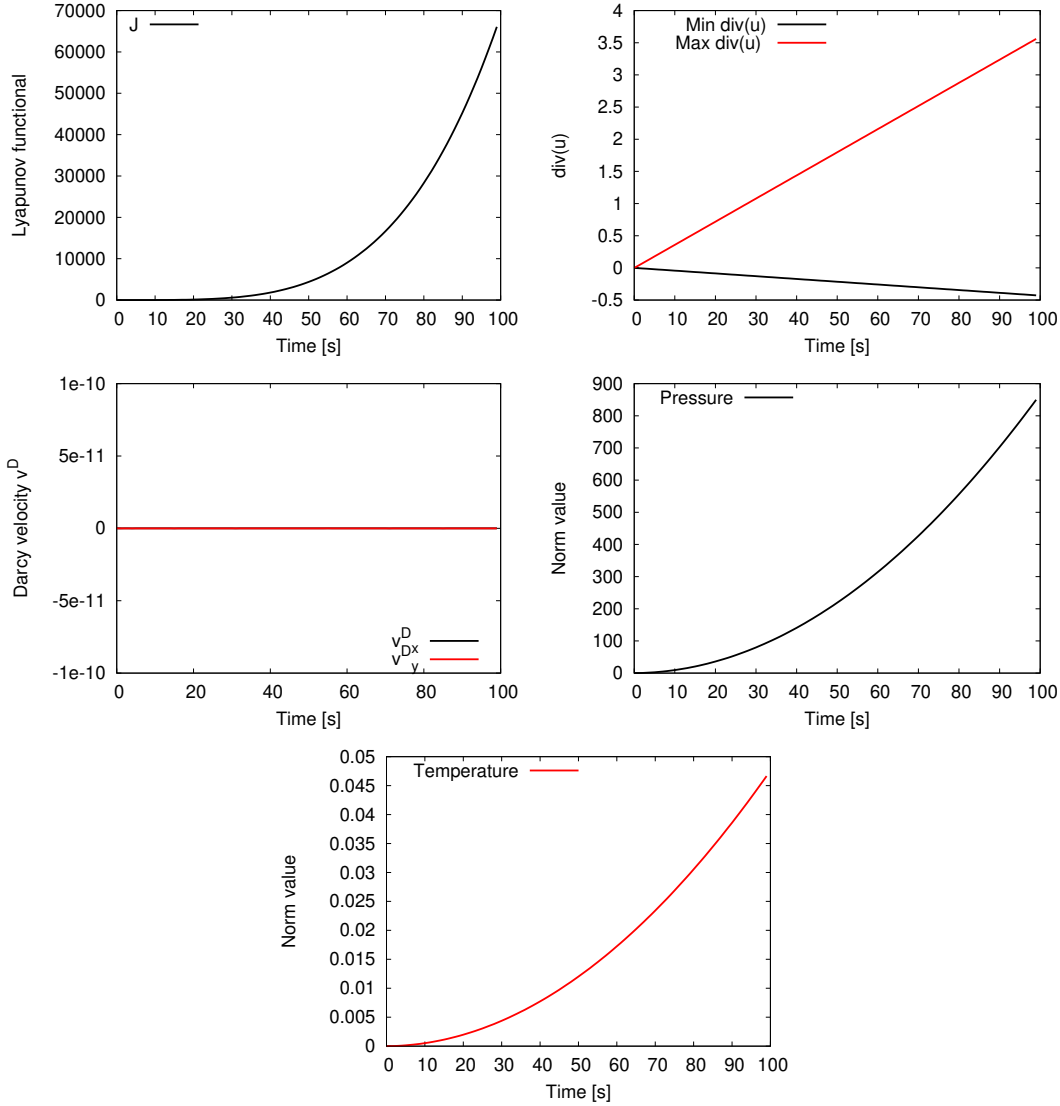 J
Lyapunov functional
70000
60000
50000
40000
30000
20000
10000
0
0 10 20 30 40 50 60 70 80 90 100
Time [s]
Min div(u)
Max div(u)
div(u)
4
3.5
3
2.5
2
1.5
1
0.5
0
-0.5
0 10 20 30 40 50 60 70 80 90 100
Time [s]
Darcy velocity v^D
1e-10
5e-11
0
-5e-11
-1e-10
v^D_x
v^D_y
0 20 40 60 80 100
Time [s]
Pressure
Norm value
900
800
700
600
500
400
300
200
100
0
0 10 20 30 40 50 60 70 80 90 100
Time [s]
Temperature
Norm value
0.05
0.045
0.04
0.035
0.03
0.025
0.02
0.015
0.01
0.005
0
0 10 20 30 40 50 60 70 80 90 100
Time [s]